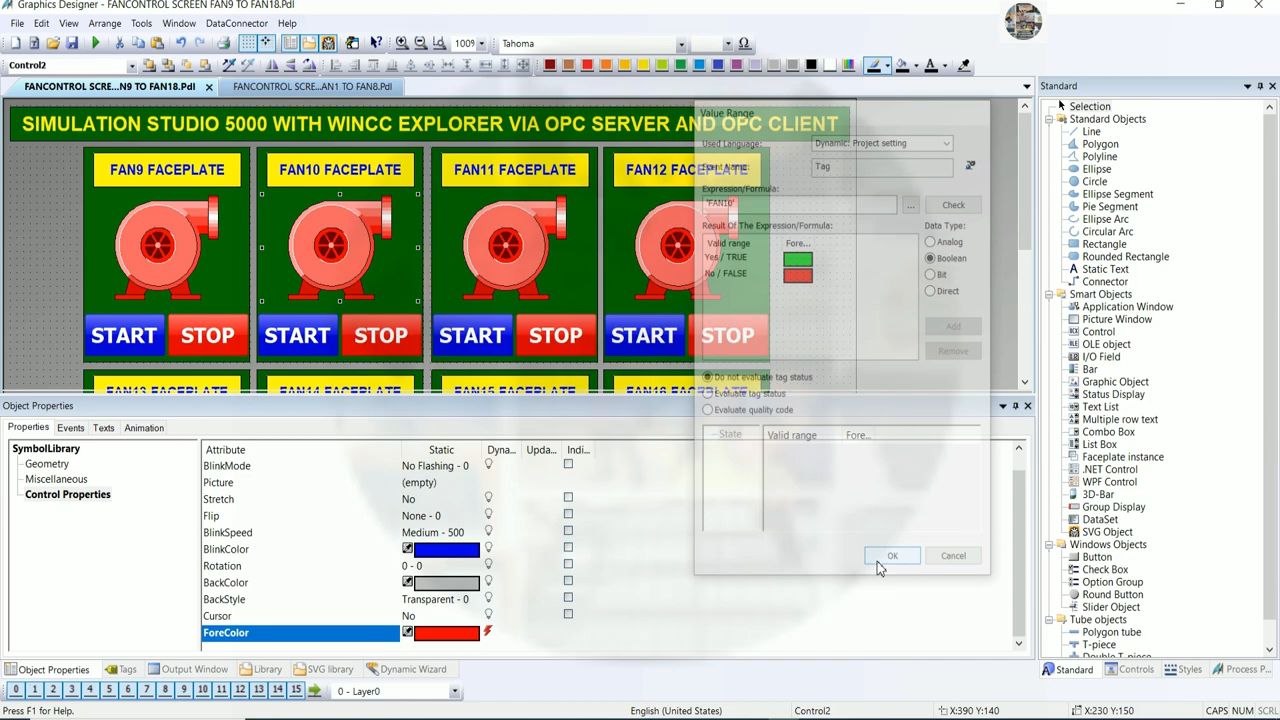 Graphics Designer - FANCONTROL SCREEN FAN9 TO FAN18.Pdl
File Edit View Arrange Tools Window DataConnector Help
100% Tahoma
Control2
FANCONTROL SCRE...N9 TO FAN18.Pdl FANCONTROL SCRE...AN1 TO FAN8.Pdl
SIMULATION STUDIO 5000 WITH WINCC EXPLORER VIA OPC SERVER AND OPC CLIENT
FAN9 FACEPLATE FAN10 FACEPLATE FAN11 FACEPLATE FAN12 FACEPLATE
START STOP START STOP START STOP START STOP
FAN13 FACEPLATE FAN14 FACEPLATE FAN15 FACEPLATE FAN16 FACEPLATE
Value Range
Used Language: Dynamic: Project setting
Event Name: Tag
Expression/Formula:
'FAN10' ... Check
Result Of The Expression/Formula: Data Type:
Valid range Fore... Analog
Yes / TRUE Boolean
No / FALSE Bit
Direct
Add
Remove
Do not evaluate tag status
Evaluate tag status
Evaluate quality code
State Valid range Fore...
OK Cancel
Object Properties
Properties Events Texts Animation
SymbolLibrary
Geometry
Miscellaneous
Control Properties
Attribute Static Dyna... Upda... Indi...
BlinkMode No Flashing - 0
Picture (empty)
Stretch No
Flip None - 0
BlinkSpeed Medium - 500
BlinkColor
Rotation 0 - 0
BackColor
BackStyle Transparent - 0
Cursor No
ForeColor
Object Properties Tags Output Window Library SVG library Dynamic Wizard
0 1 2 3 4 5 6 7 8 9 10 11 12 13 14 15 0 - Layer0
Standard
Selection
Standard Objects
Line
Polygon
Polyline
Ellipse
Circle
Ellipse Segment
Pie Segment
Ellipse Arc
Circular Arc
Rectangle
Rounded Rectangle
Static Text
Connector
Smart Objects
Application Window
Picture Window
Control
OLE object
I/O Field
Bar
Graphic Object
Status Display
Text List
Multiple row text
Combo Box
List Box
Faceplate instance
.NET Control
WPF Control
3D-Bar
Group Display
DataSet
SVG Object
Windows Objects
Button
Check Box
Option Group
Round Button
Slider Object
Tube objects
Polygon tube
T-piece
Double T-piece
Standard Controls Styles Process P...
Press F1 for Help. English (United States) Control2 X:390 Y:140 X:230 Y:150 CAPS NUM SCRL